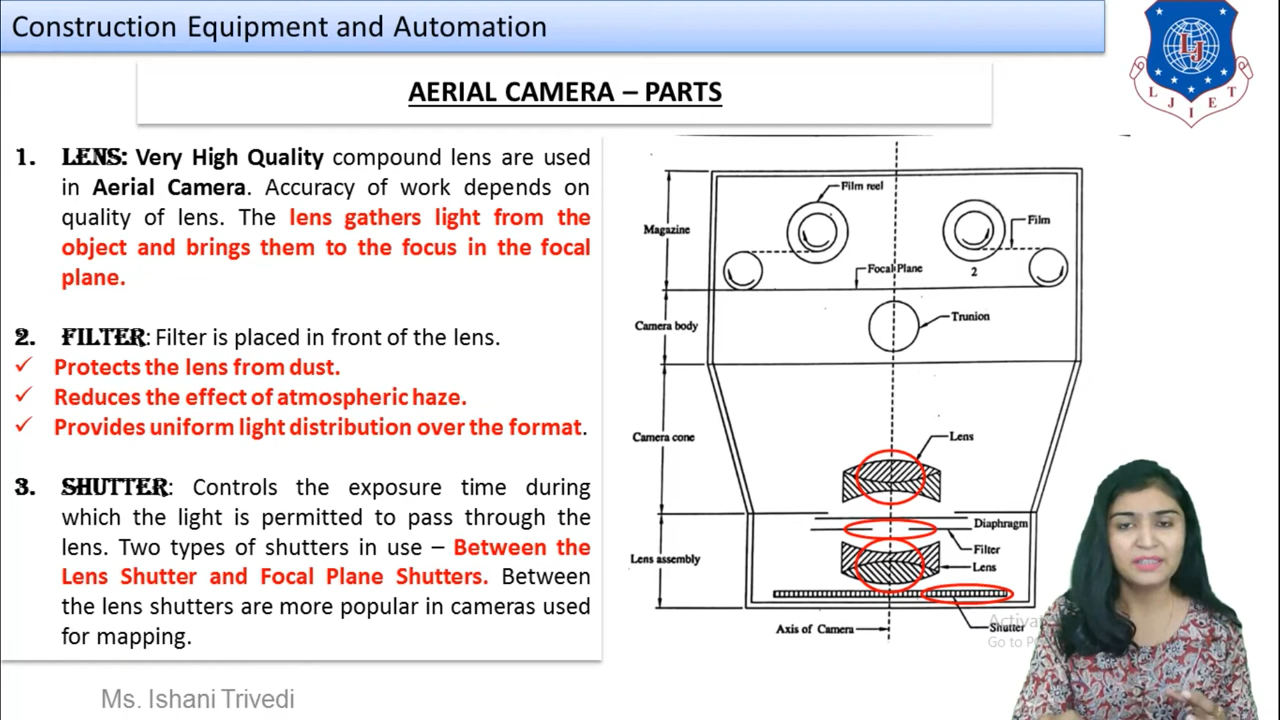 Construction Equipment and Automation
AERIAL CAMERA – PARTS
1. LENS: Very High Quality compound lens are used
in Aerial Camera. Accuracy of work depends on
quality of lens. The lens gathers light from the
object and brings them to the focus in the focal
plane.
2. FILTER: Filter is placed in front of the lens.
✓ Protects the lens from dust.
✓ Reduces the effect of atmospheric haze.
✓ Provides uniform light distribution over the format.
3. SHUTTER: Controls the exposure time during
which the light is permitted to pass through the
lens. Two types of shutters in use – Between the
Lens Shutter and Focal Plane Shutters. Between
the lens shutters are more popular in cameras used
for mapping.
Ms. Ishani Trivedi
LJ
L J I E T
Film reel
Film
Magazine
Focal Plane
2
Trunion
Camera body
Camera cone
Lens
Diaphragm
Filter
Lens assembly
Lens
Axis of Camera
Shutter
Go to